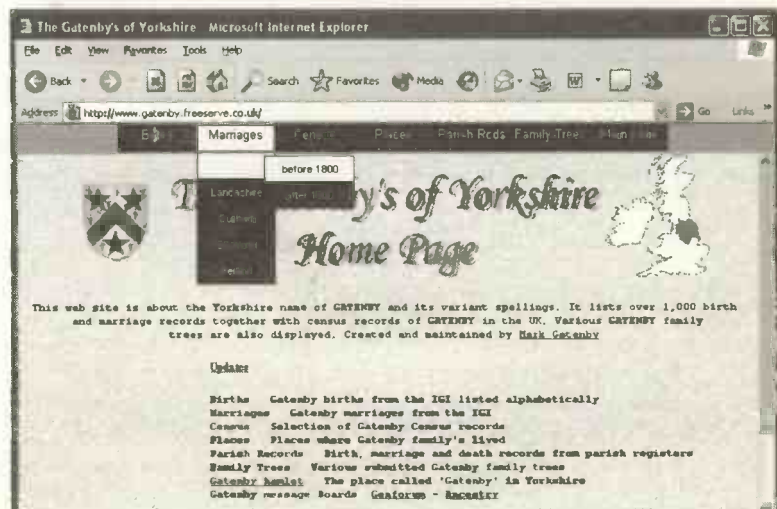 The Gatenby's of Yorkshire Microsoft Internet Explorer
File Edit View Favorites Tools Help
Back Search Favorites Media
Address http://www.gatenby.freeserve.co.uk/ Go Links
Marriages Census Places Parish Rcds Family Trees
before 1800
Lancashire after 1800
y's of Yorkshire
Home Page
This web site is about the Yorkshire name of GATENBY and its variant spellings. It lists over 1,000 birth
and marriage records together with census records of GATENBY in the UK. Various GATENBY family
trees are also displayed. Created and maintained by Mark Gatenby
Updates
Births Gatenby births from the IGI listed alphabetically
Marriages Gatenby marriages from the IGI
Census Selection of Gatenby Census records
Places Places where Gatenby family's lived
Parish Records Birth, marriage and death records from parish registers
Family Trees Various submitted Gatenby family trees
Gatenby hamlet The place called 'Gatenby' in Yorkshire
Gatenby message Boards Genforum - Ancestry